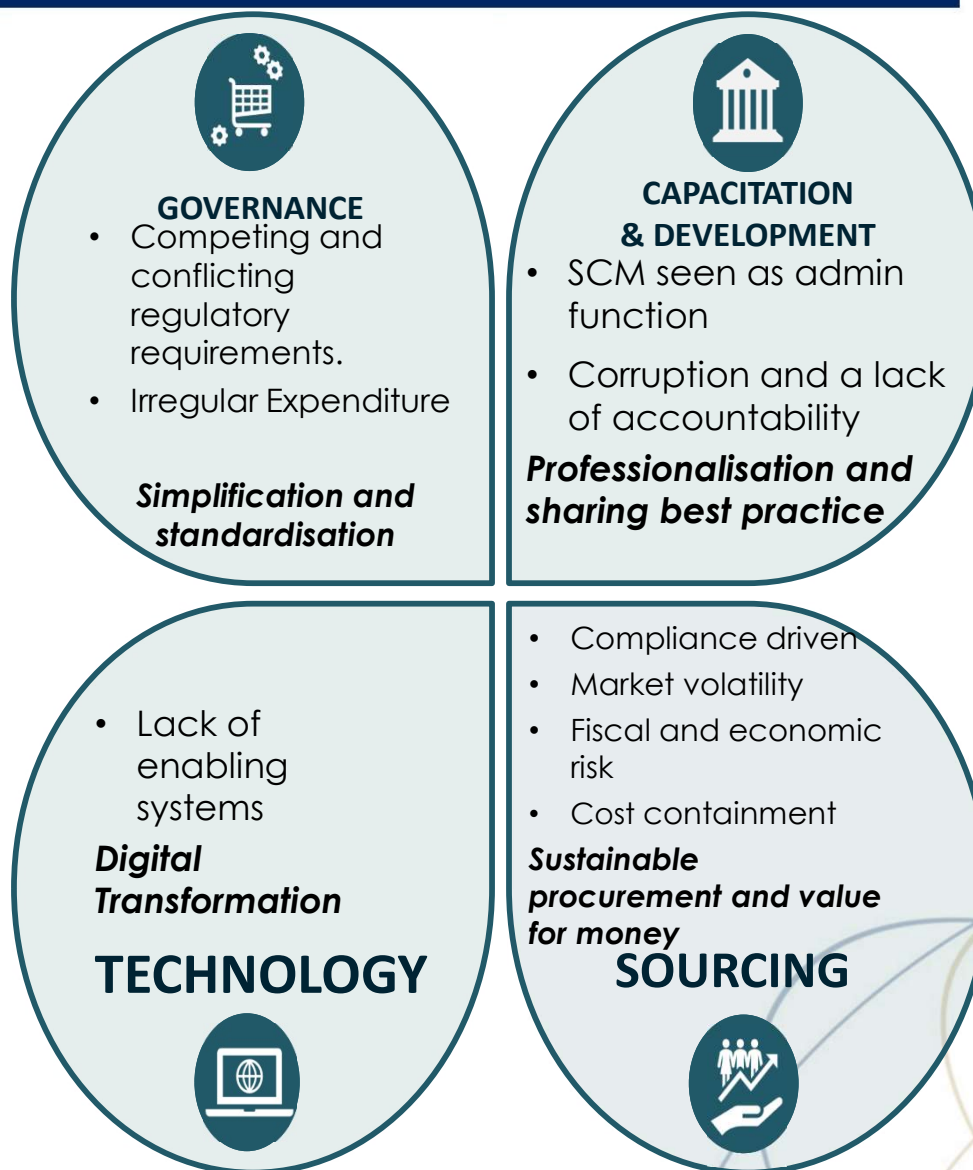 GOVERNANCE
• Competing and
conflicting
regulatory
requirements.
• Irregular Expenditure
Simplification and
standardisation
CAPACITATION
& DEVELOPMENT
• SCM seen as admin
function
• Corruption and a lack
of accountability
Professionalisation and
sharing best practice
• Lack of
enabling
systems
Digital
Transformation
TECHNOLOGY
• Compliance driven
• Market volatility
• Fiscal and economic
risk
• Cost containment
Sustainable
procurement and value
for money
SOURCING